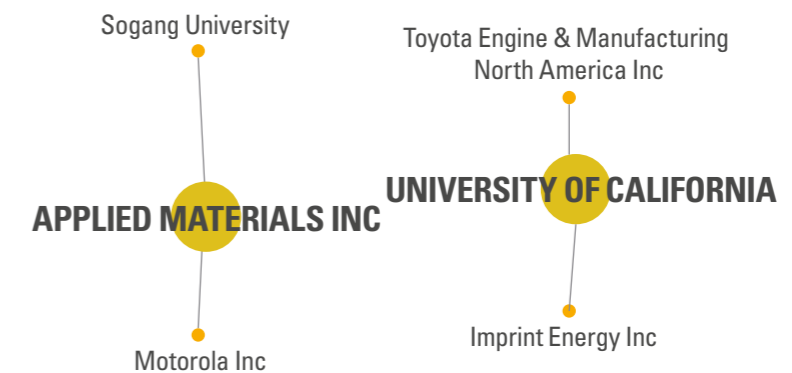 Sogang University
APPLIED MATERIALS INC
Motorola Inc
Toyota Engine & Manufacturing
North America Inc
UNIVERSITY OF CALIFORNIA
Imprint Energy Inc